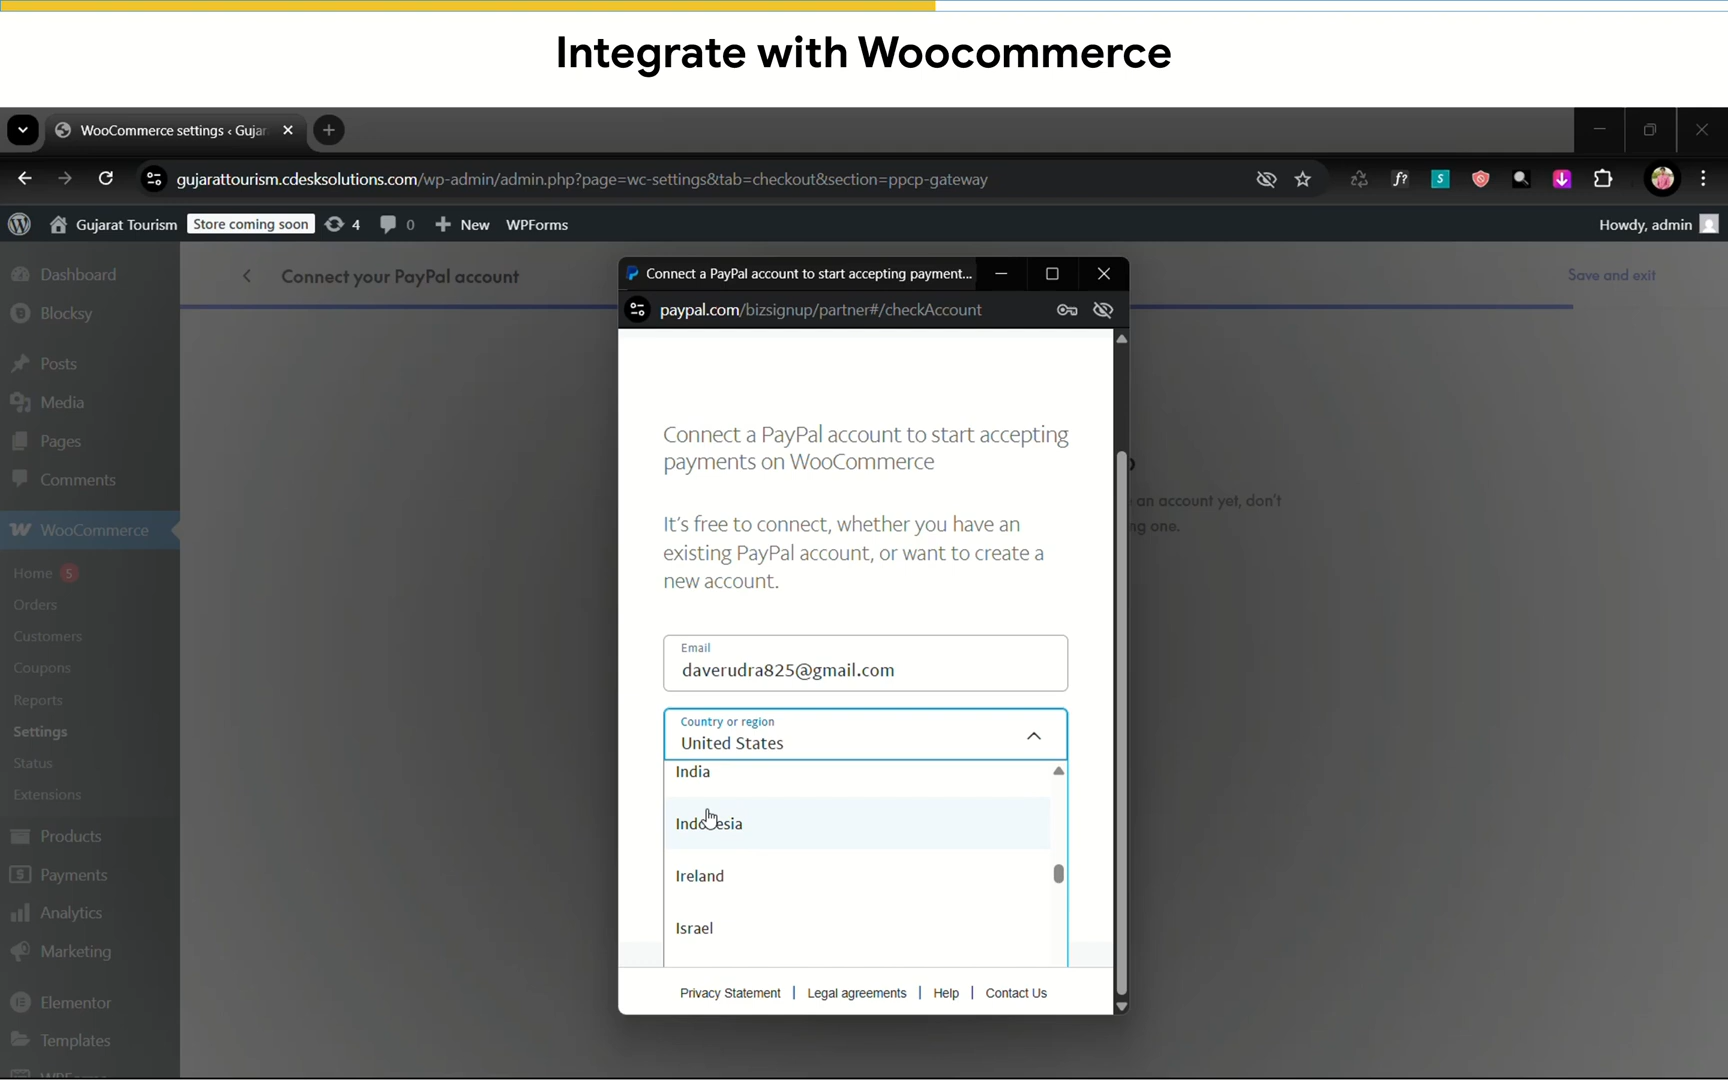 Integrate with Woocommerce
WooCommerce settings ‹ Gujar
gujarattourism.cdesksolutions.com/wp-admin/admin.php?page=wc-settings&tab=checkout&section=ppcp-gateway
Gujarat Tourism
Store coming soon
4
0
New
WPForms
Howdy, admin
Dashboard
Blocksy
Posts
Media
Pages
Comments
WooCommerce
Home 5
Orders
Customers
Coupons
Reports
Settings
Status
Extensions
Products
Payments
Analytics
Marketing
Elementor
Templates
Connect your PayPal account
Save and exit
Connect a PayPal account to start accepting payment...
paypal.com/bizsignup/partner#/checkAccount
Connect a PayPal account to start accepting
payments on WooCommerce
It's free to connect, whether you have an
existing PayPal account, or want to create a
new account.
Email
daverudra825@gmail.com
Country or region
United States
India
Indonesia
Ireland
Israel
Privacy Statement | Legal agreements | Help | Contact Us
an account yet, don't
one.